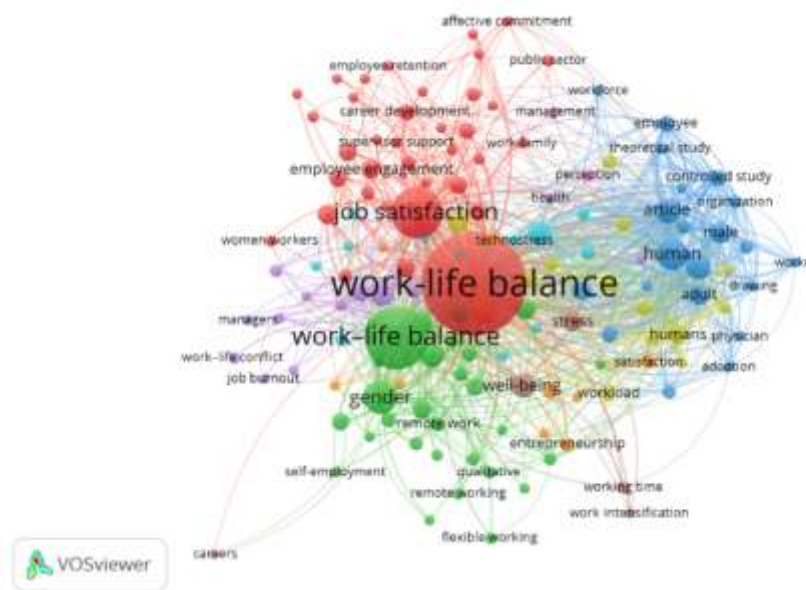 affective commitment
employee retention
public sector
workforce
career development...
management
employee
supervisor support
work-family
theoretical study
employee engagement
perception
controlled study
health
organization
job satisfaction
article
male
women workers
technostress
human
work-life balance
drawing
adult
managers
stress
work–life balance
humans
physician
work–life conflict
satisfaction
adoption
job burnout
well-being
workload
gender
remote work
entrepreneurship
self-employment
qualitative
working time
remote working
work intensification
flexible working
careers
VOSviewer